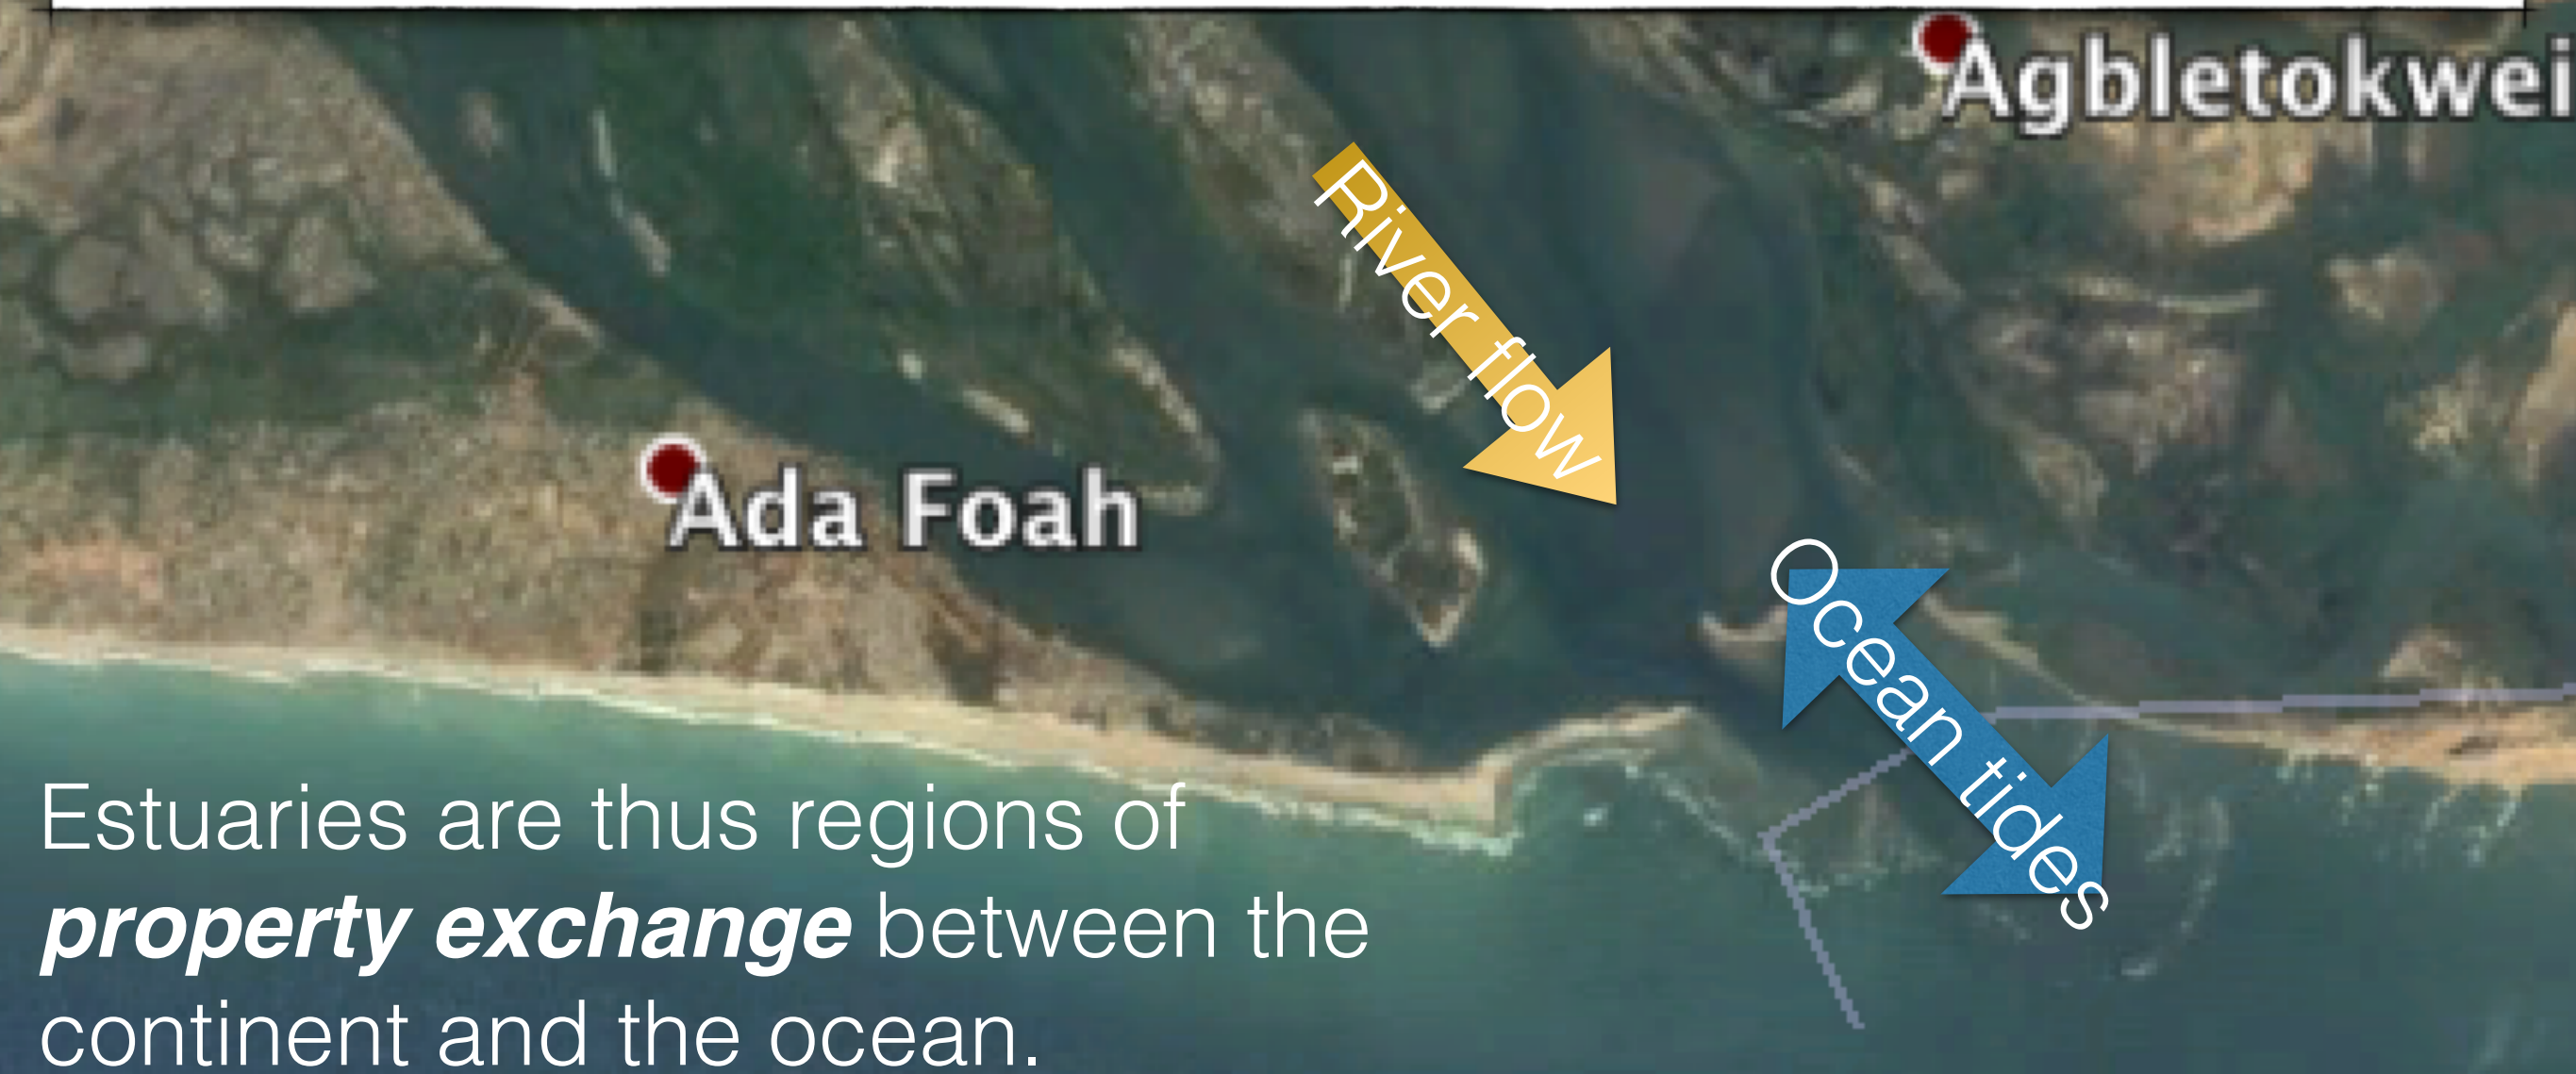 Agbletokwei
River flow
Ada Foah
Ocean tides
Estuaries are thus regions of
property exchange between the
continent and the ocean.